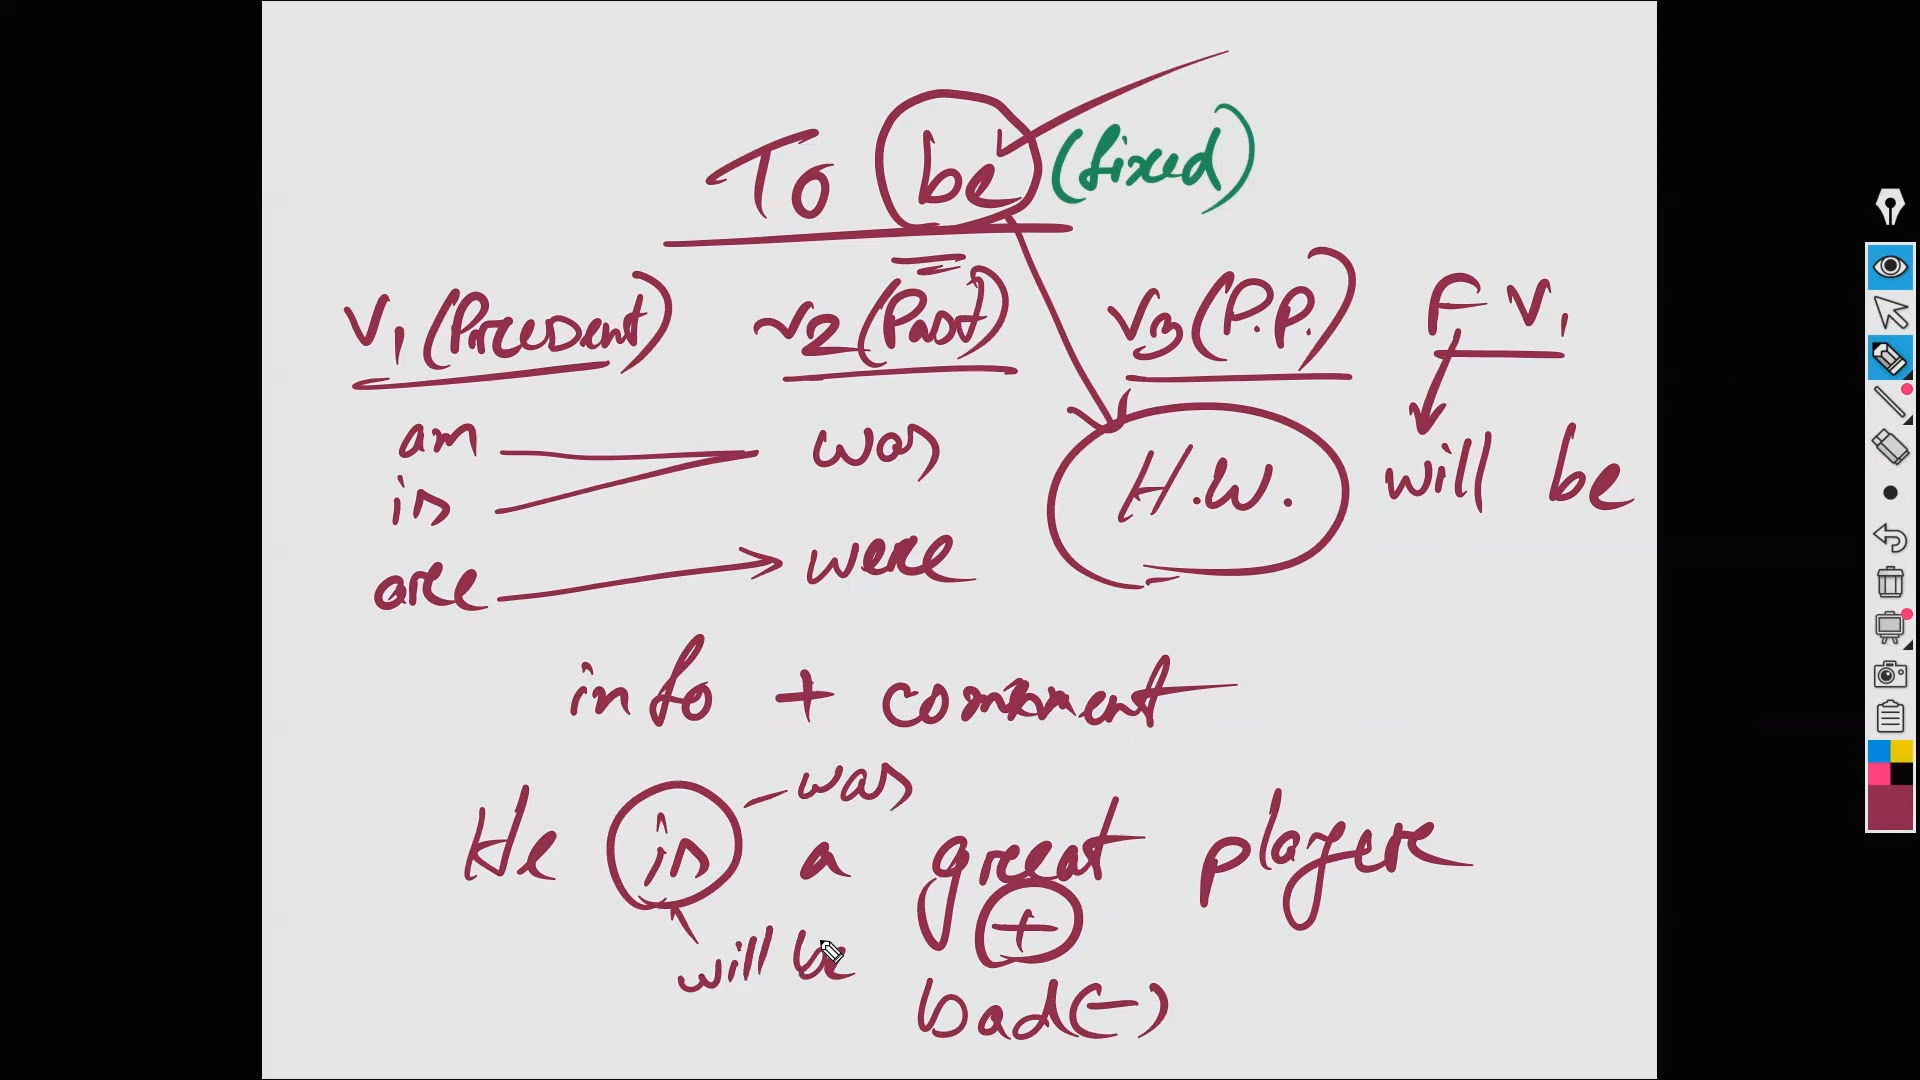 To be (fixed)
V1 (Present) V2 (Past) V3 (P.P.) F V1
am was H.W. will be
is
are were
info + comment
was
He is a great player
+
will be
bad (-)